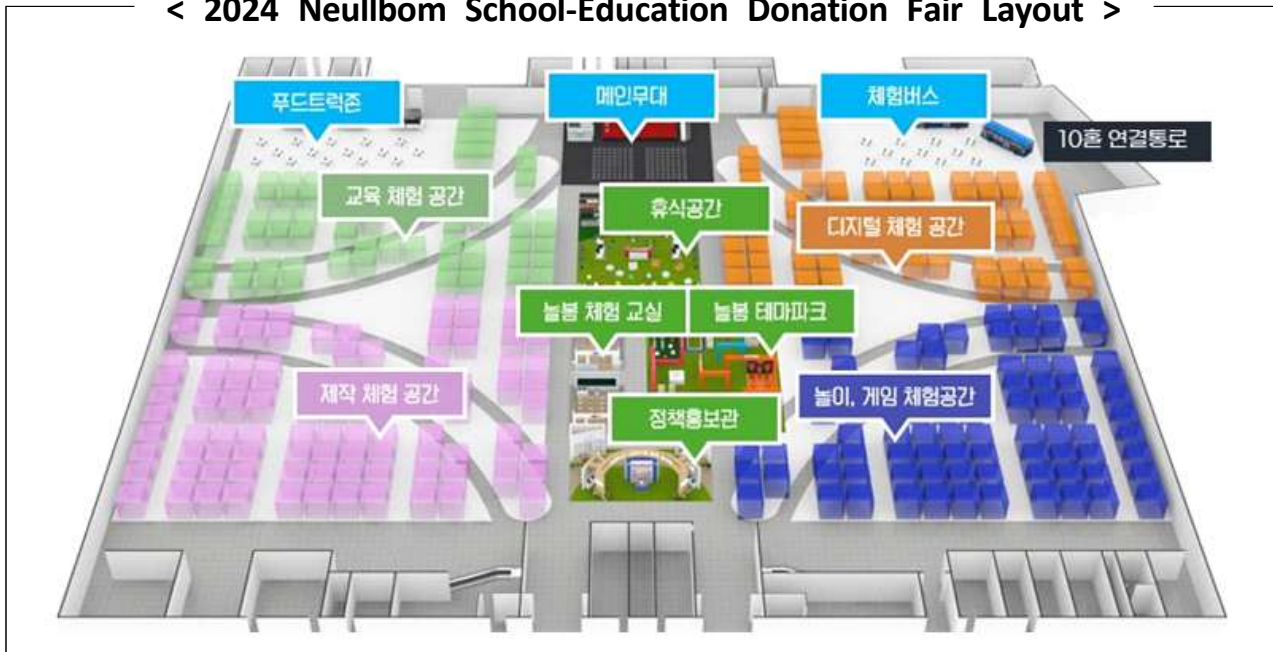 < 2024 Neullbom School-Education Donation Fair Layout >
푸드트럭존
메인무대
체험버스
10홀 연결통로
교육 체험 공간
휴식공간
디지털 체험 공간
늘봄 체험 교실
늘봄 테마파크
제작 체험 공간
정책홍보관
놀이, 게임 체험공간